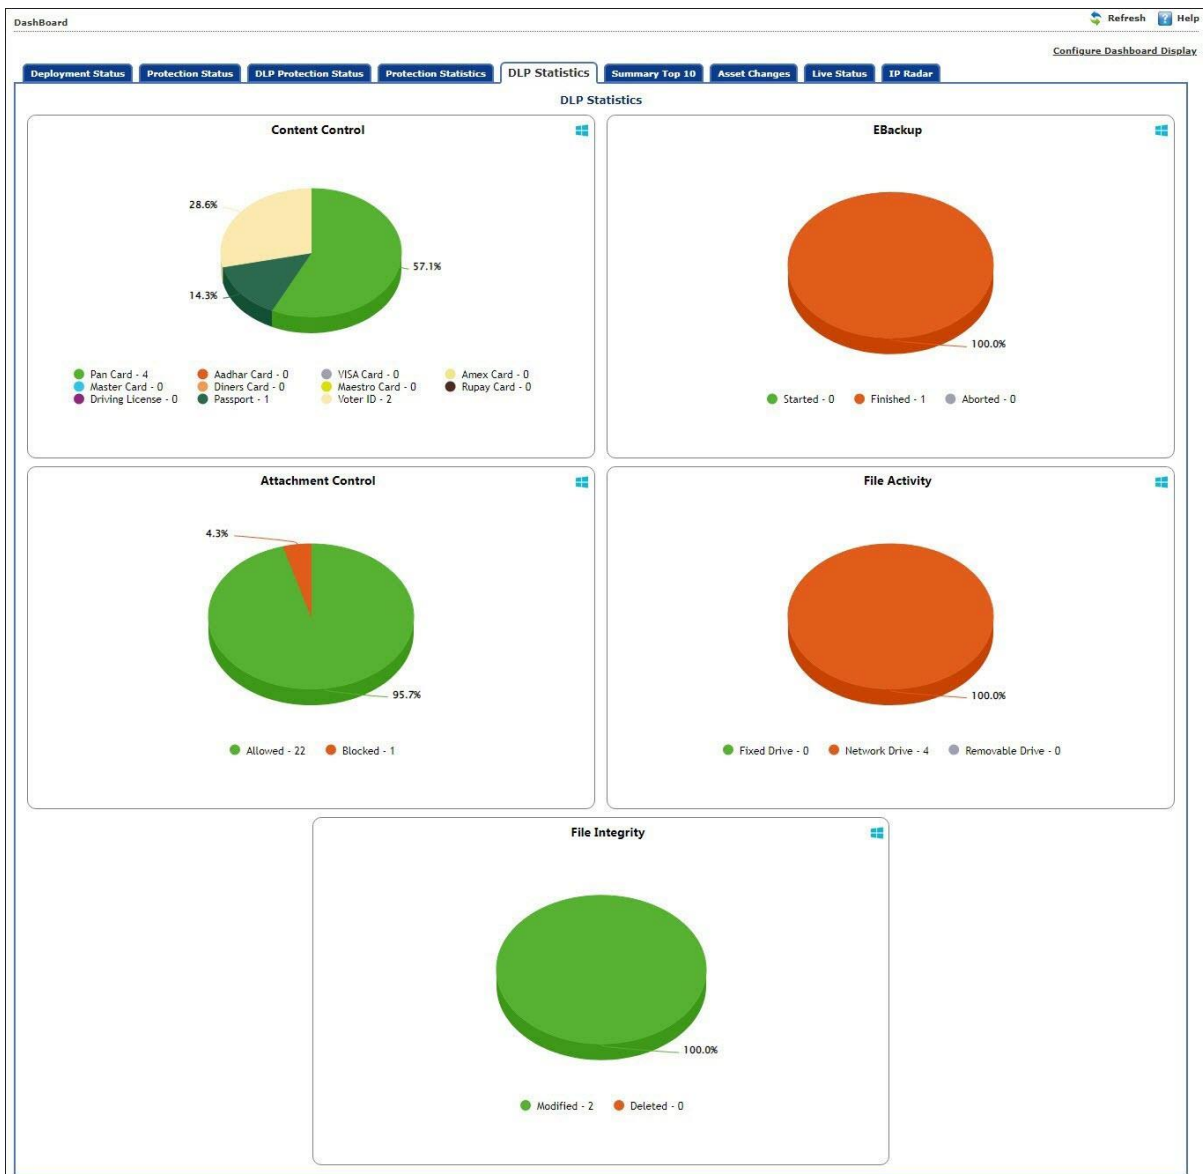 DashBoard
Refresh Help
Configure Dashboard Display
Deployment Status Protection Status DLP Protection Status Protection Statistics DLP Statistics Summary Top 10 Asset Changes Live Status IP Radar
DLP Statistics
Content Control
28.6%
57.1%
14.3%
Pan Card - 4 Aadhar Card - 0 VISA Card - 0 Amex Card - 0
Master Card - 0 Diners Card - 0 Maestro Card - 0 Rupay Card - 0
Driving License - 0 Passport - 1 Voter ID - 2
EBackup
100.0%
Started - 0 Finished - 1 Aborted - 0
Attachment Control
4.3%
95.7%
Allowed - 22 Blocked - 1
File Activity
100.0%
Fixed Drive - 0 Network Drive - 4 Removable Drive - 0
File Integrity
100.0%
Modified - 2 Deleted - 0